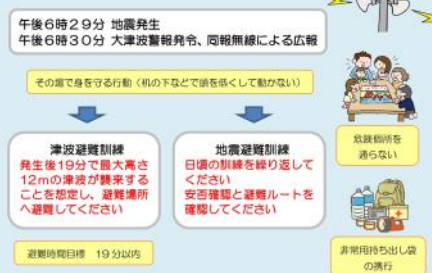 午後6時29分 地震発生
午後6時30分 大津波警報発令、同報無線による広報
その場で身を守る行動(机の下などで頭を低くして動かない)
津波避難訓練
発生後19分で最大高さ
12mの津波が襲来する
ことを想定し、避難場所
へ避難してください
地震避難訓練
日頃の訓練を繰り返して
ください
安否確認と避難ルートを
確認してください
避難時間目標 19分以内
危険個所を
通らない
非常用持ち出し袋
の携行